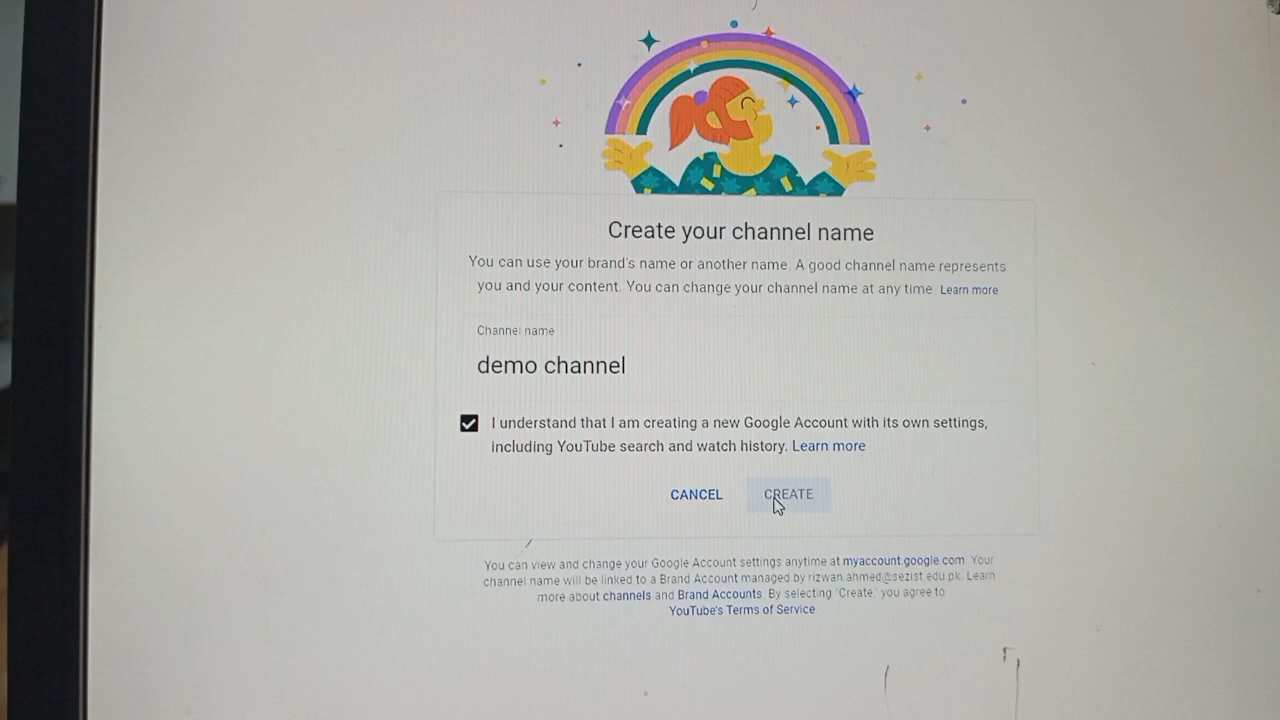 Create your channel name
You can use your brand's name or another name. A good channel name represents
you and your content. You can change your channel name at any time. Learn more
Channel name
demo channel
I understand that I am creating a new Google Account with its own settings,
including YouTube search and watch history. Learn more
CANCEL CREATE
You can view and change your Google Account settings anytime at myaccount.google.com. Your
channel name will be linked to a Brand Account managed by rizwan.ahmed@sezist.edu.pk. Learn
more about channels and Brand Accounts. By selecting 'Create,' you agree to
YouTube's Terms of Service